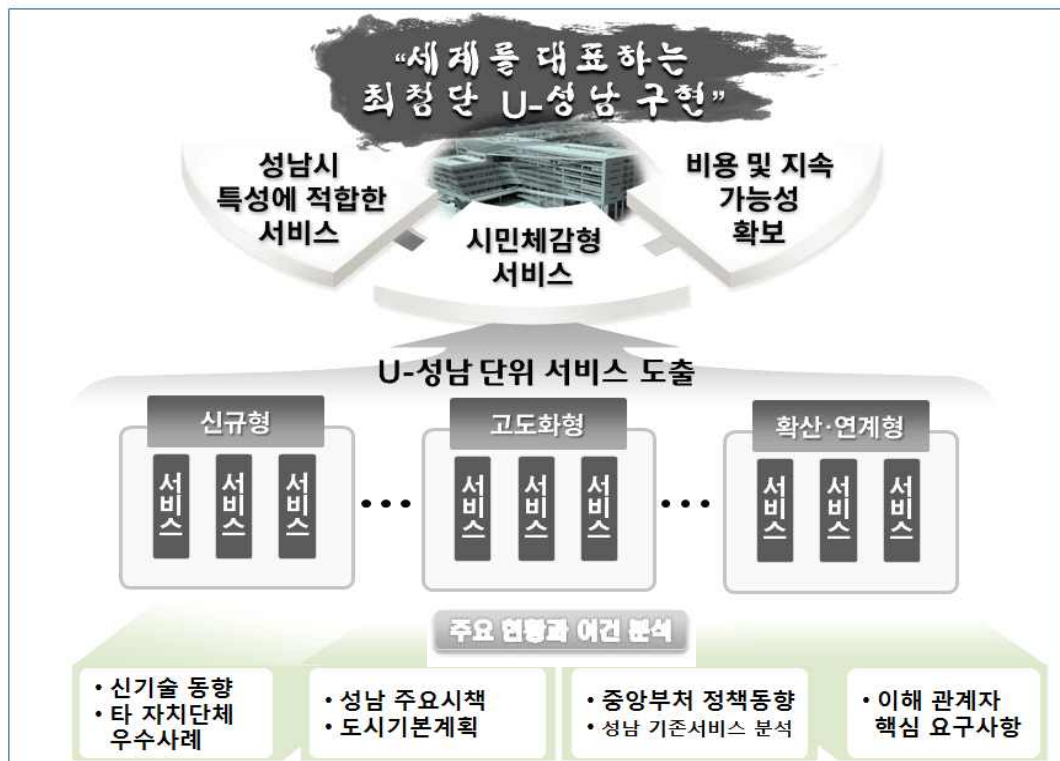 “세계를 대표하는
최첨단 U-성남 구현”
성남시
특성에 적합한
서비스
시민체감형
서비스
비용 및 지속
가능성
확보
U-성남 단위 서비스 도출
신규형
서비스
서비스
서비스
•••
고도화형
서비스
서비스
서비스
•••
확산·연계형
서비스
서비스
서비스
주요 현황과 여건 분석
• 신기술 동향
• 타 자치단체
우수사례
• 성남 주요시책
• 도시기본계획
• 중앙부처 정책동향
• 성남 기존서비스 분석
• 이해 관계자
핵심 요구사항